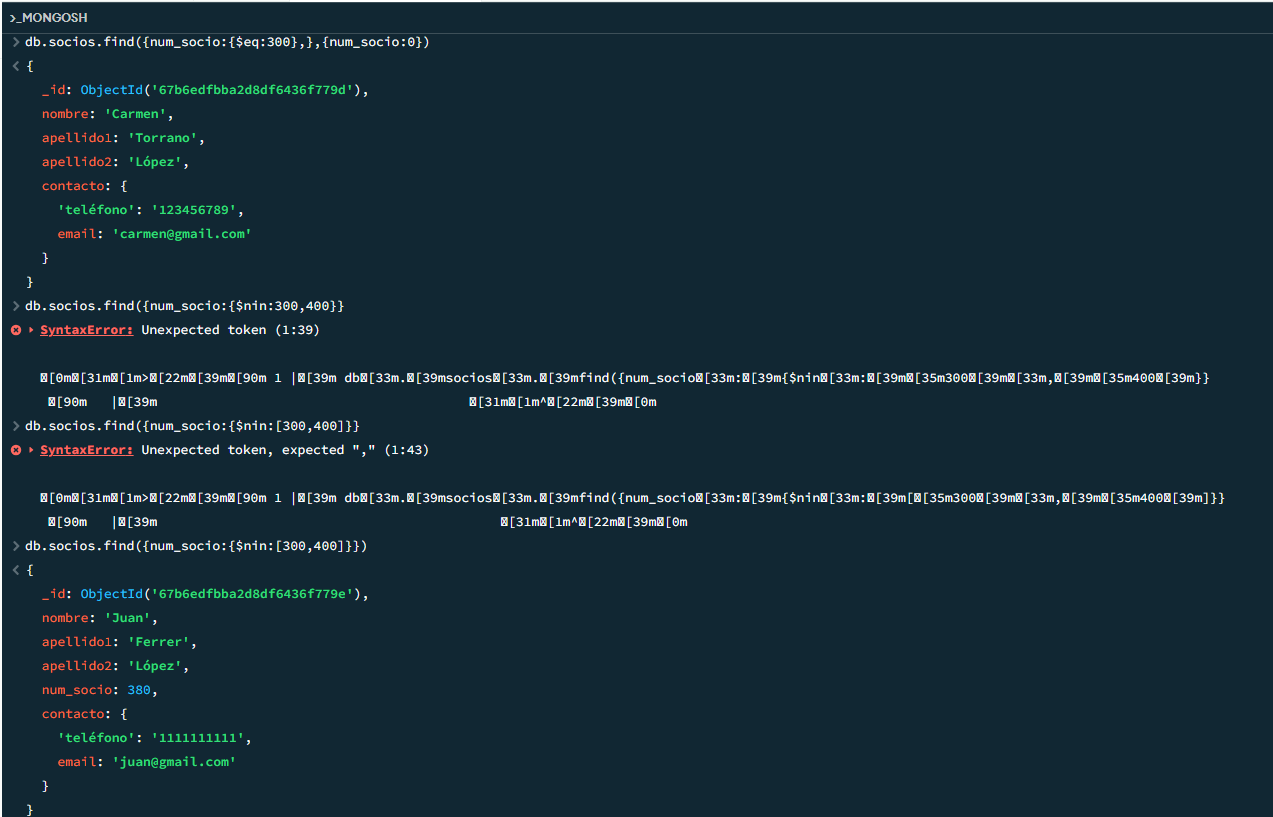 >_MONGOSH
> db.socios.find({num_socio:{$eq:300},},{num_socio:0})
< {
_id: ObjectId('67b6edfbba2d8df6436f779d'),
nombre: 'Carmen',
apellido1: 'Torrano',
apellido2: 'López',
contacto: {
'teléfono': '123456789',
email: 'carmen@gmail.com'
}
}
> db.socios.find({num_socio:{$nin:300,400}}
SyntaxError: Unexpected token (1:39)
�[0m�[31m�[1m>�[22m�[39m�[90m 1 |�[39m db�[33m.�[39msocios�[33m.�[39mfind({num_socio�[33m:�[39m{$nin�[33m:�[39m�[35m300�[39m�[33m,�[39m�[35m400�[39m}}
�[90m   |�[39m �[31m�[1m^�[22m�[39m�[0m
> db.socios.find({num_socio:{$nin:[300,400]}}
SyntaxError: Unexpected token, expected "," (1:43)
�[0m�[31m�[1m>�[22m�[39m�[90m 1 |�[39m db�[33m.�[39msocios�[33m.�[39mfind({num_socio�[33m:�[39m{$nin�[33m:�[39m[�[35m300�[39m�[33m,�[39m�[35m400�[39m]}}
�[90m   |�[39m �[31m�[1m^�[22m�[39m�[0m
> db.socios.find({num_socio:{$nin:[300,400]}})
< {
_id: ObjectId('67b6edfbba2d8df6436f779e'),
nombre: 'Juan',
apellido1: 'Ferrer',
apellido2: 'López',
num_socio: 380,
contacto: {
'teléfono': '1111111111',
email: 'juan@gmail.com'
}
}